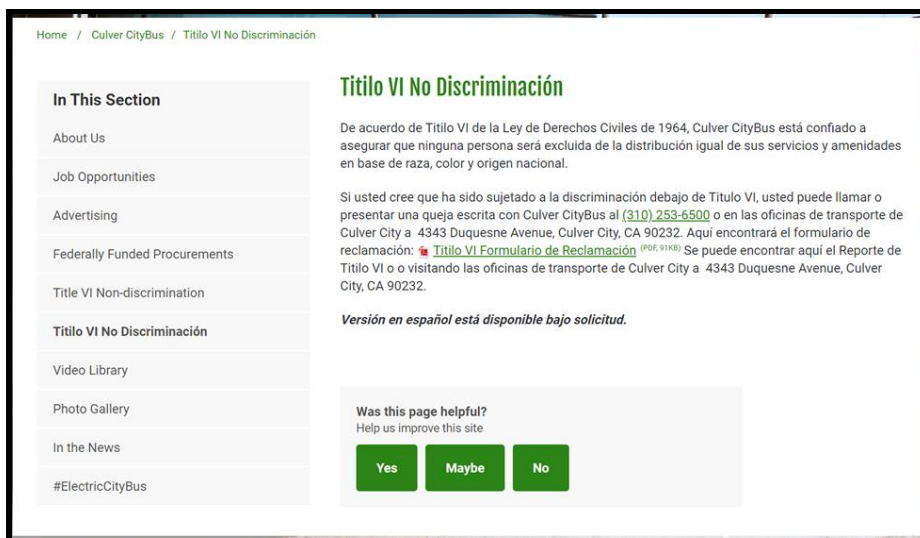 Home / Culver CityBus / Titilo VI No Discriminación
In This Section
About Us
Job Opportunities
Advertising
Federally Funded Procurements
Title VI Non-discrimination
Titilo VI No Discriminación
Video Library
Photo Gallery
In the News
#ElectricCityBus
Titilo VI No Discriminación
De acuerdo de Titilo VI de la Ley de Derechos Civiles de 1964, Culver CityBus está confiado a
asegurar que ninguna persona será excluida de la distribución igual de sus servicios y amenidades
en base de raza, color y origen nacional.
Si usted cree que ha sido sujetado a la discriminación debajo de Titulo VI, usted puede llamar o
presentar una queja escrita con Culver CityBus al (310) 253-6500 o en las oficinas de transporte de
Culver City a 4343 Duquesne Avenue, Culver City, CA 90232. Aquí encontrará el formulario de
reclamación: Titilo VI Formulario de Reclamación (PDF, 91KB) Se puede encontrar aquí el Reporte de
Titilo VI o o visitando las oficinas de transporte de Culver City a 4343 Duquesne Avenue, Culver
City, CA 90232.
Versión en español está disponible bajo solicitud.
Was this page helpful?
Help us improve this site
Yes Maybe No